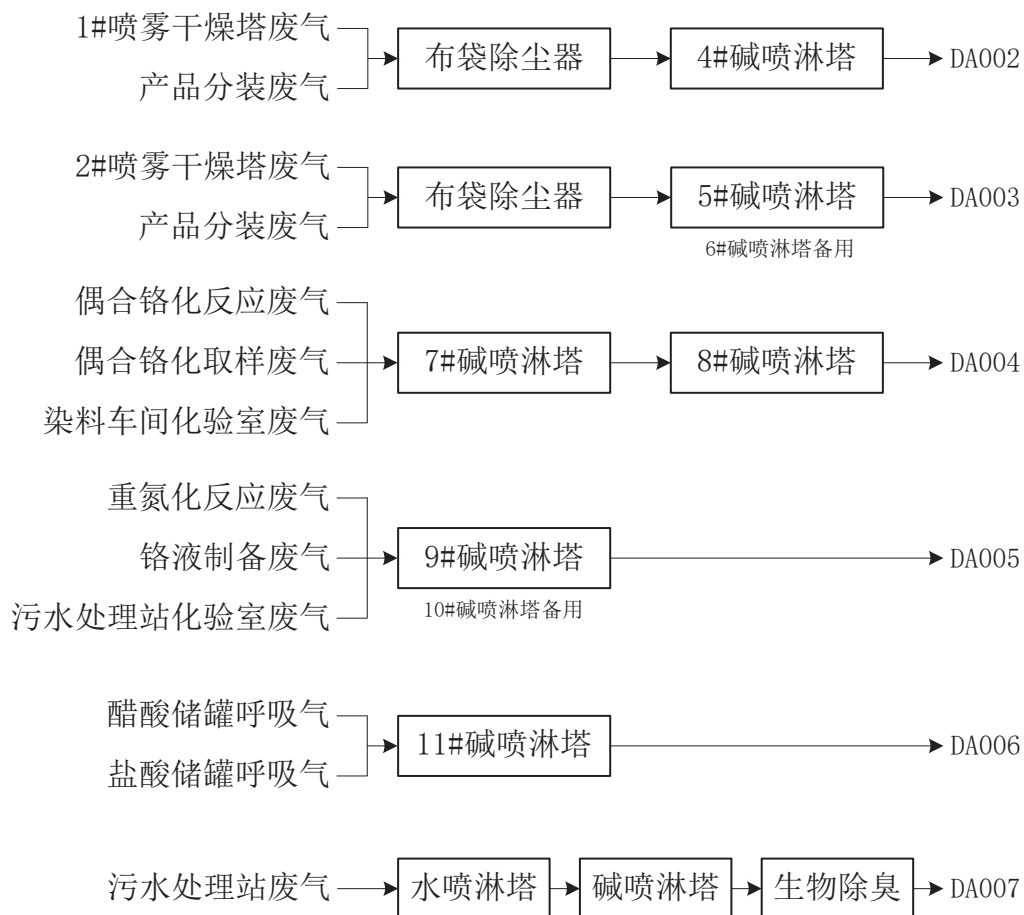 1#喷雾干燥塔废气
产品分装废气
布袋除尘器
4#碱喷淋塔
DA002
2#喷雾干燥塔废气
产品分装废气
布袋除尘器
5#碱喷淋塔
6#碱喷淋塔备用
DA003
偶合铬化反应废气
偶合铬化取样废气
染料车间化验室废气
7#碱喷淋塔
8#碱喷淋塔
DA004
重氮化反应废气
铬液制备废气
污水处理站化验室废气
9#碱喷淋塔
10#碱喷淋塔备用
DA005
醋酸储罐呼吸气
盐酸储罐呼吸气
11#碱喷淋塔
DA006
污水处理站废气
水喷淋塔
碱喷淋塔
生物除臭
DA007